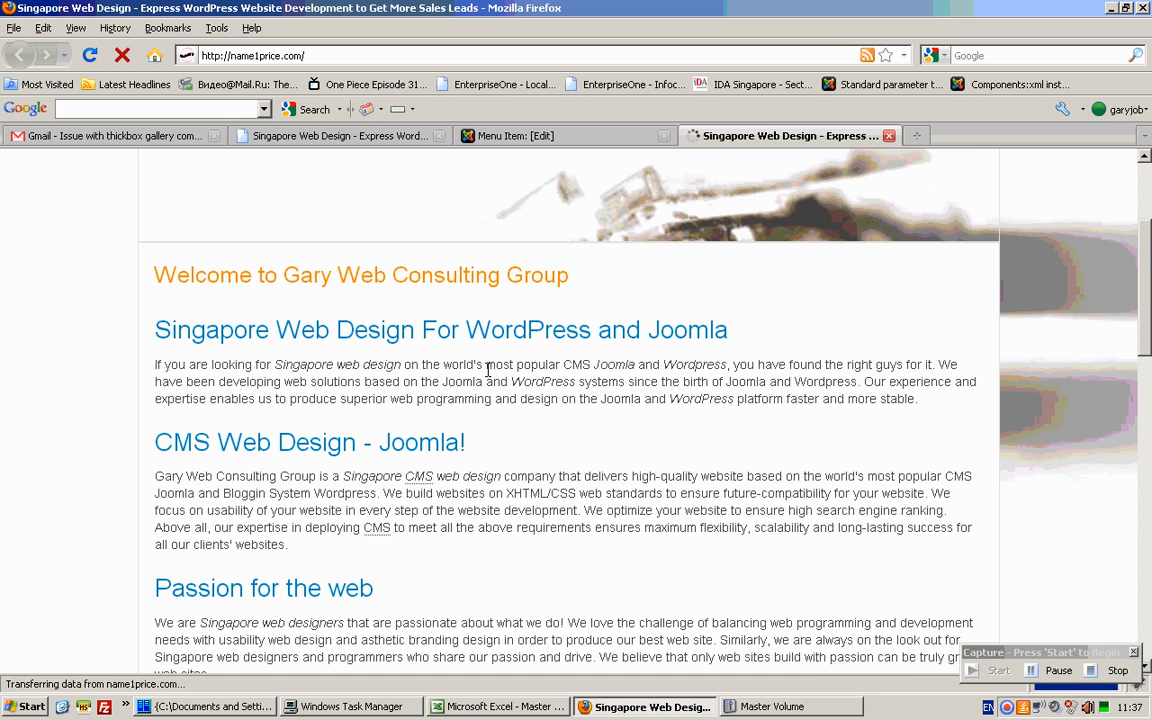 Singapore Web Design - Express WordPress Website Development to Get More Sales Leads - Mozilla Firefox
File Edit View History Bookmarks Tools Help
http://name1price.com/ Google
Most Visited Latest Headlines Видео@Mail.Ru: The... One Piece Episode 31... EnterpriseOne - Local... EnterpriseOne - Infoc... IDA Singapore - Sect... Standard parameter t... Components:xml inst...
Google Search garyjob
Gmail - Issue with thickbox gallery com... Singapore Web Design - Express Word... Menu Item: [Edit] Singapore Web Design - Express ...
Welcome to Gary Web Consulting Group
Singapore Web Design For WordPress and Joomla
If you are looking for Singapore web design on the world's most popular CMS Joomla and Wordpress, you have found the right guys for it. We
have been developing web solutions based on the Joomla and WordPress systems since the birth of Joomla and Wordpress. Our experience and
expertise enables us to produce superior web programming and design on the Joomla and WordPress platform faster and more stable.
CMS Web Design - Joomla!
Gary Web Consulting Group is a Singapore CMS web design company that delivers high-quality website based on the world's most popular CMS
Joomla and Bloggin System Wordpress. We build websites on XHTML/CSS web standards to ensure future-compatibility for your website. We
focus on usability of your website in every step of the website development. We optimize your website to ensure high search engine ranking.
Above all, our expertise in deploying CMS to meet all the above requirements ensures maximum flexibility, scalability and long-lasting success for
all our clients' websites.
Passion for the web
We are Singapore web designers that are passionate about what we do! We love the challenge of balancing web programming and development
needs with usability web design and asthetic branding design in order to produce our best web site. Similarly, we are always on the look out for
Singapore web designers and programmers who share our passion and drive. We believe that only web sites build with passion can be truly
web sites.
Capture - Press 'Start' to Begin
Start Pause Stop
Transferring data from name1price.com...
Start {C:\Documents and Setti... Windows Task Manager Microsoft Excel - Master ... Singapore Web Desig... Master Volume EN 11:37